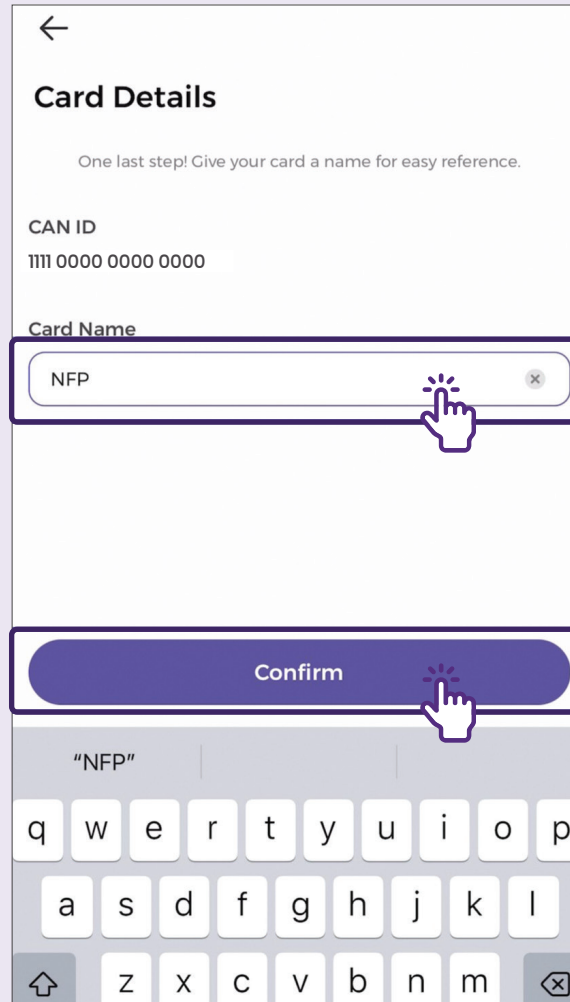 Card Details
One last step! Give your card a name for easy reference.
CAN ID
1111 0000 0000 0000
Card Name
NFP
Confirm
“NFP”
q w e r t y u i o p
a s d f g h j k l
z x c v b n m